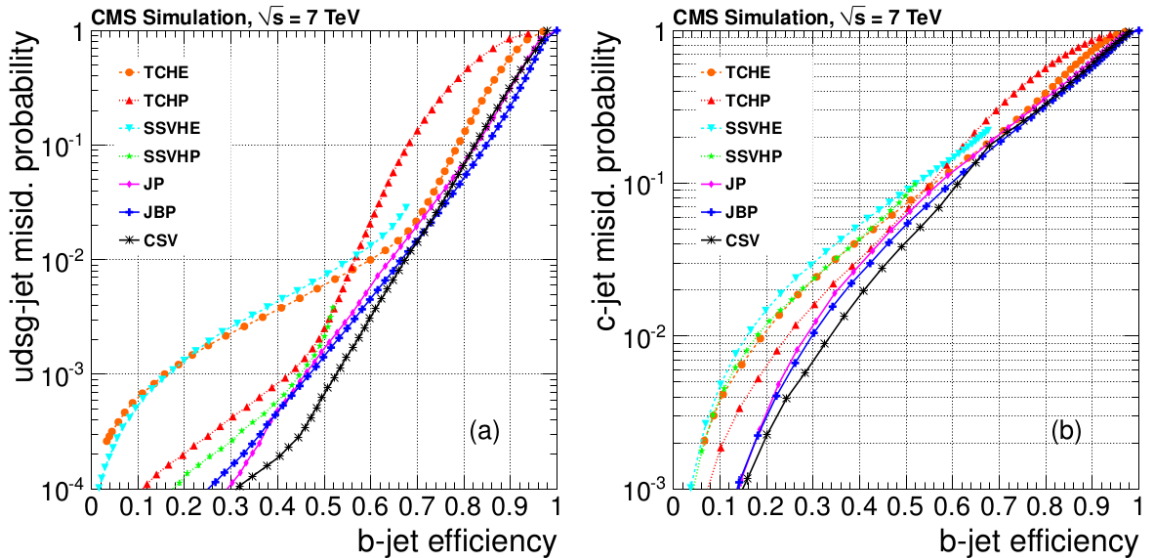 CMS Simulation, √s = 7 TeV
udsg-jet misid. probability
1
10⁻¹
10⁻²
10⁻³
10⁻⁴
TCHE
TCHP
SSVHE
SSVHP
JP
JBP
CSV
(a)
0 0.1 0.2 0.3 0.4 0.5 0.6 0.7 0.8 0.9 1
b-jet efficiency
CMS Simulation, √s = 7 TeV
c-jet misid. probability
1
10⁻¹
10⁻²
10⁻³
TCHE
TCHP
SSVHE
SSVHP
JP
JBP
CSV
(b)
0 0.1 0.2 0.3 0.4 0.5 0.6 0.7 0.8 0.9 1
b-jet efficiency